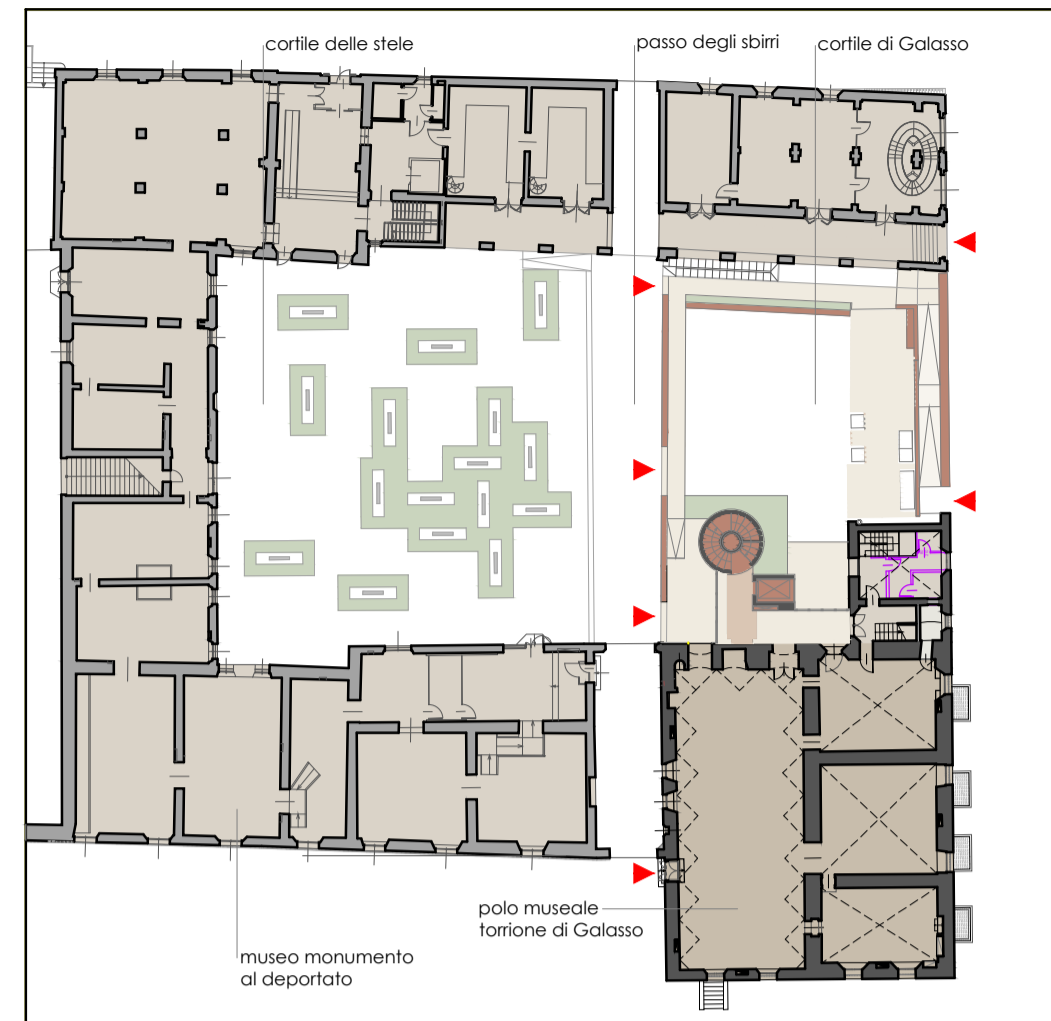 cortile delle stele
passo degli sbirri
cortile di Galasso
polo museale
torrione di Galasso
museo monumento
al deportato